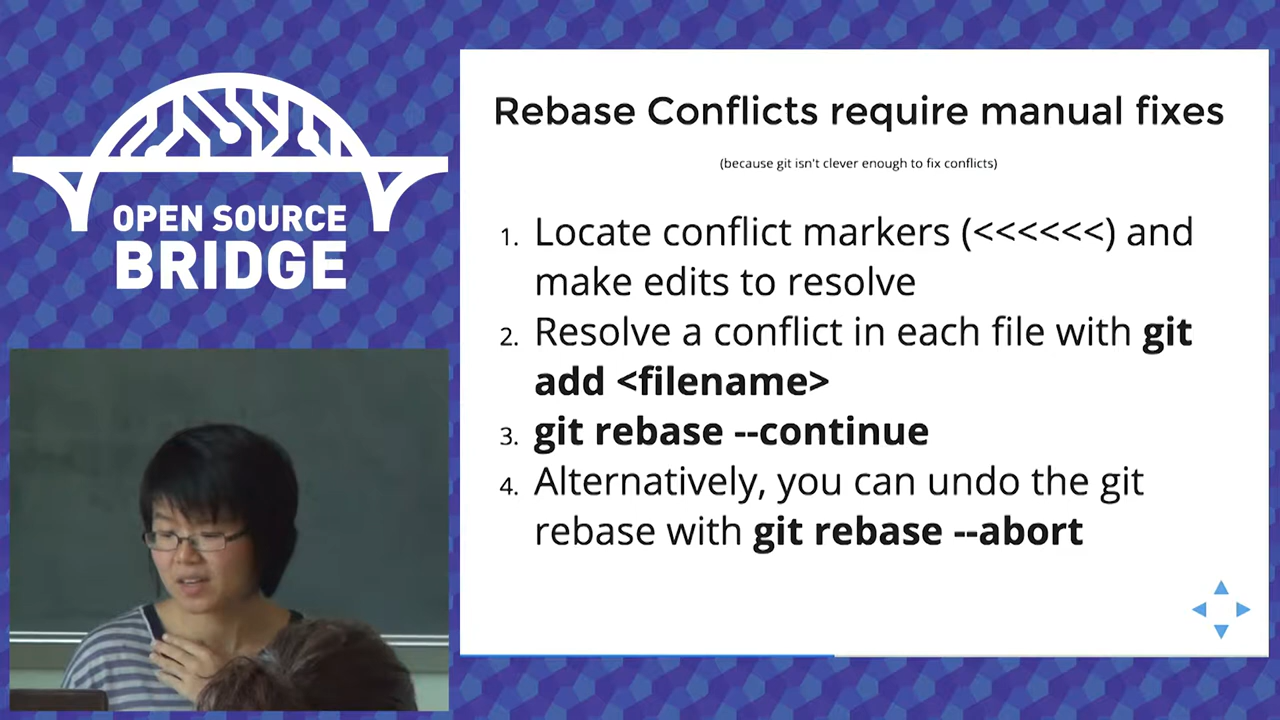 OPEN SOURCE
BRIDGE
Rebase Conflicts require manual fixes
(because git isn't clever enough to fix conflicts)
1. Locate conflict markers (<<<<<<) and
make edits to resolve
2. Resolve a conflict in each file with git
add <filename>
3. git rebase --continue
4. Alternatively, you can undo the git
rebase with git rebase --abort